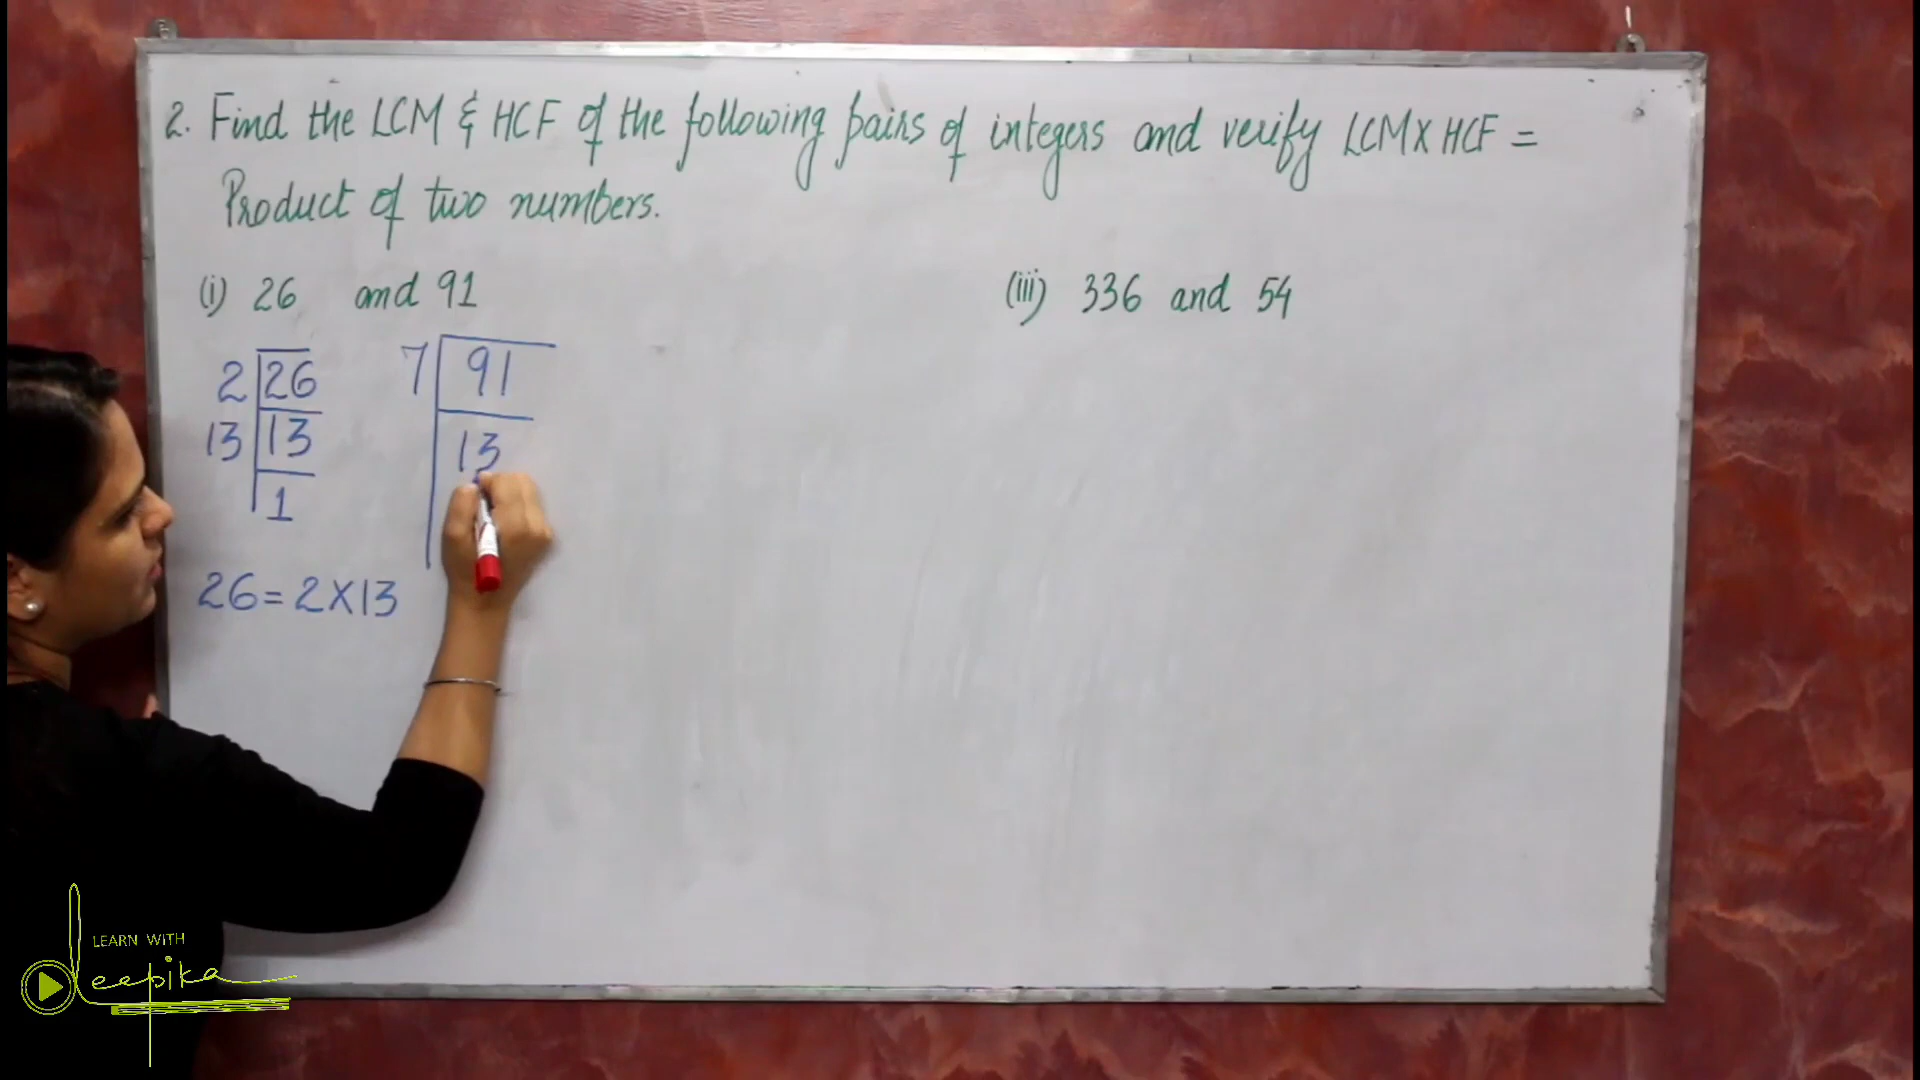 2. Find the LCM & HCF of the following pairs of integers and verify LCM X HCF =
Product of two numbers.
(i) 26 and 91
(iii) 336 and 54
2 26
13 13
1
7 91
13
26 = 2 X 13
LEARN WITH
Deepika